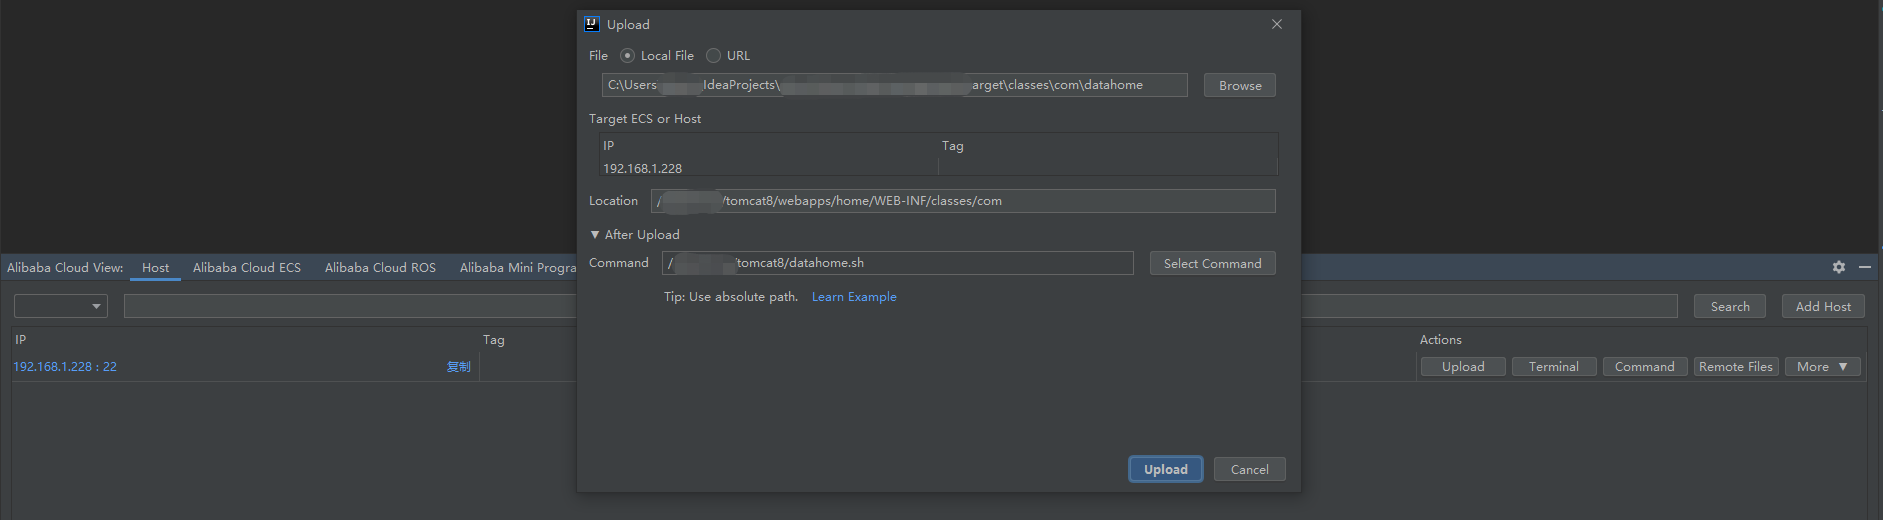 Upload
File Local File URL
C:\Users IdeaProjects\ arget\classes\com\datahome Browse
Target ECS or Host
IP Tag
192.168.1.228
Location / /tomcat8/webapps/home/WEB-INF/classes/com
▼ After Upload
Command / /tomcat8/datahome.sh Select Command
Tip: Use absolute path. Learn Example
Upload Cancel
Alibaba Cloud View: Host Alibaba Cloud ECS Alibaba Cloud ROS Alibaba Mini Progra
Search Add Host
IP Tag Actions
192.168.1.228 : 22 复制 Upload Terminal Command Remote Files More ▼